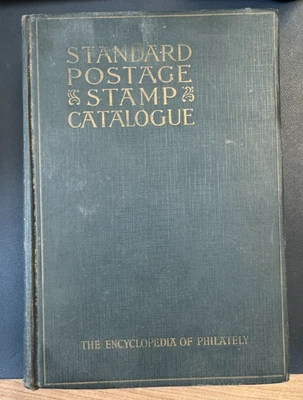 STANDARD
POSTAGE
STAMP
CATALOGUE
THE ENCYCLOPEDIA OF PHILATELY